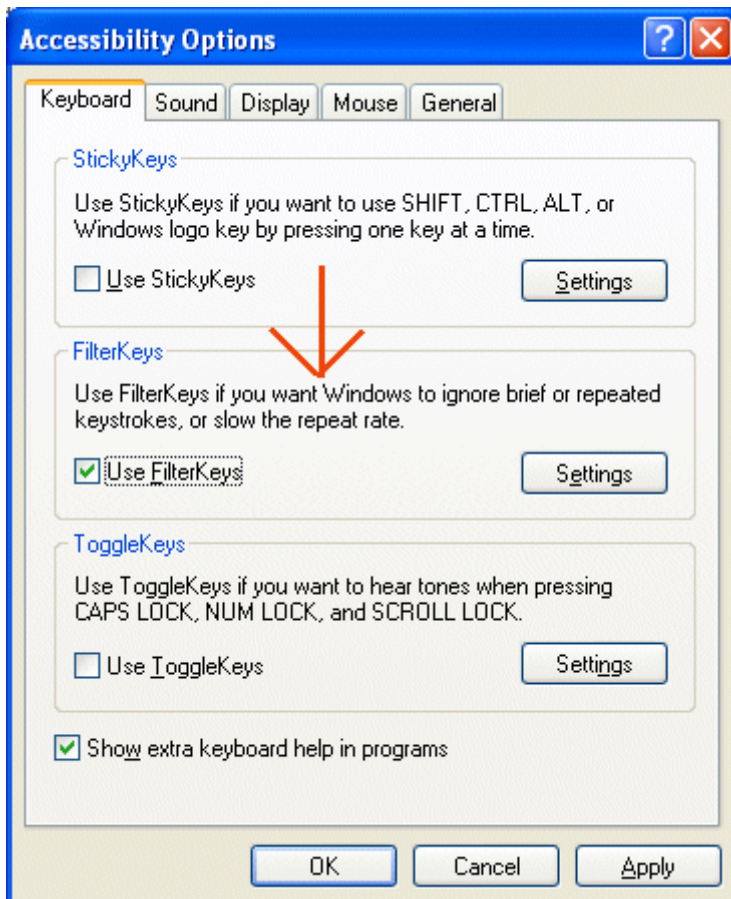 Accessibility Options
?
Keyboard Sound Display Mouse General
StickyKeys
Use StickyKeys if you want to use SHIFT, CTRL, ALT, or
Windows logo key by pressing one key at a time.
Use StickyKeys Settings
FilterKeys
Use FilterKeys if you want Windows to ignore brief or repeated
keystrokes, or slow the repeat rate.
Use FilterKeys Settings
ToggleKeys
Use ToggleKeys if you want to hear tones when pressing
CAPS LOCK, NUM LOCK, and SCROLL LOCK.
Use ToggleKeys Settings
Show extra keyboard help in programs
OK Cancel Apply